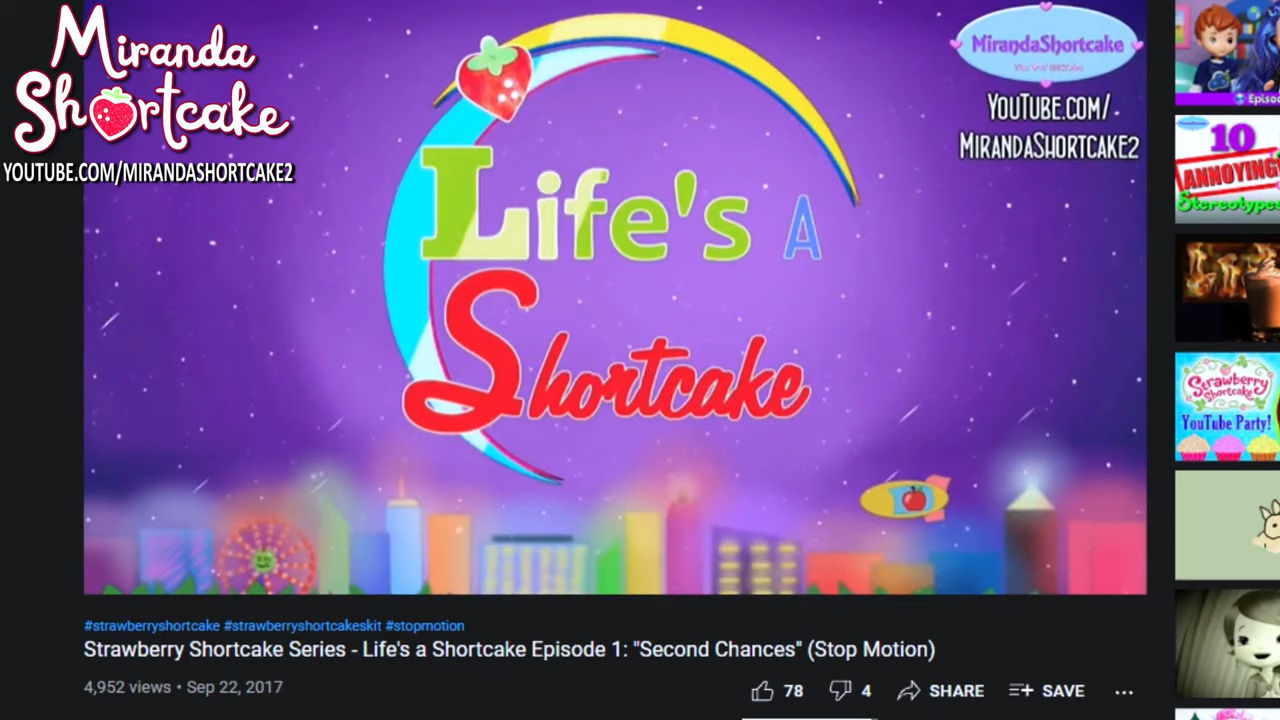 Miranda
Shortcake
YOUTUBE.COM/MIRANDASHORTCAKE2
MirandaShortcake
YOUTUBE.COM/
MIRANDASHORTCAKE2
Life's A
Shortcake
Episo
10
ANNOYING
Stereotypes
Strawberry
Shortcake
YouTube Party!
#strawberryshortcake #strawberryshortcakeskit #stopmotion
Strawberry Shortcake Series - Life's a Shortcake Episode 1: "Second Chances" (Stop Motion)
4,952 views • Sep 22, 2017
78
4
SHARE
SAVE